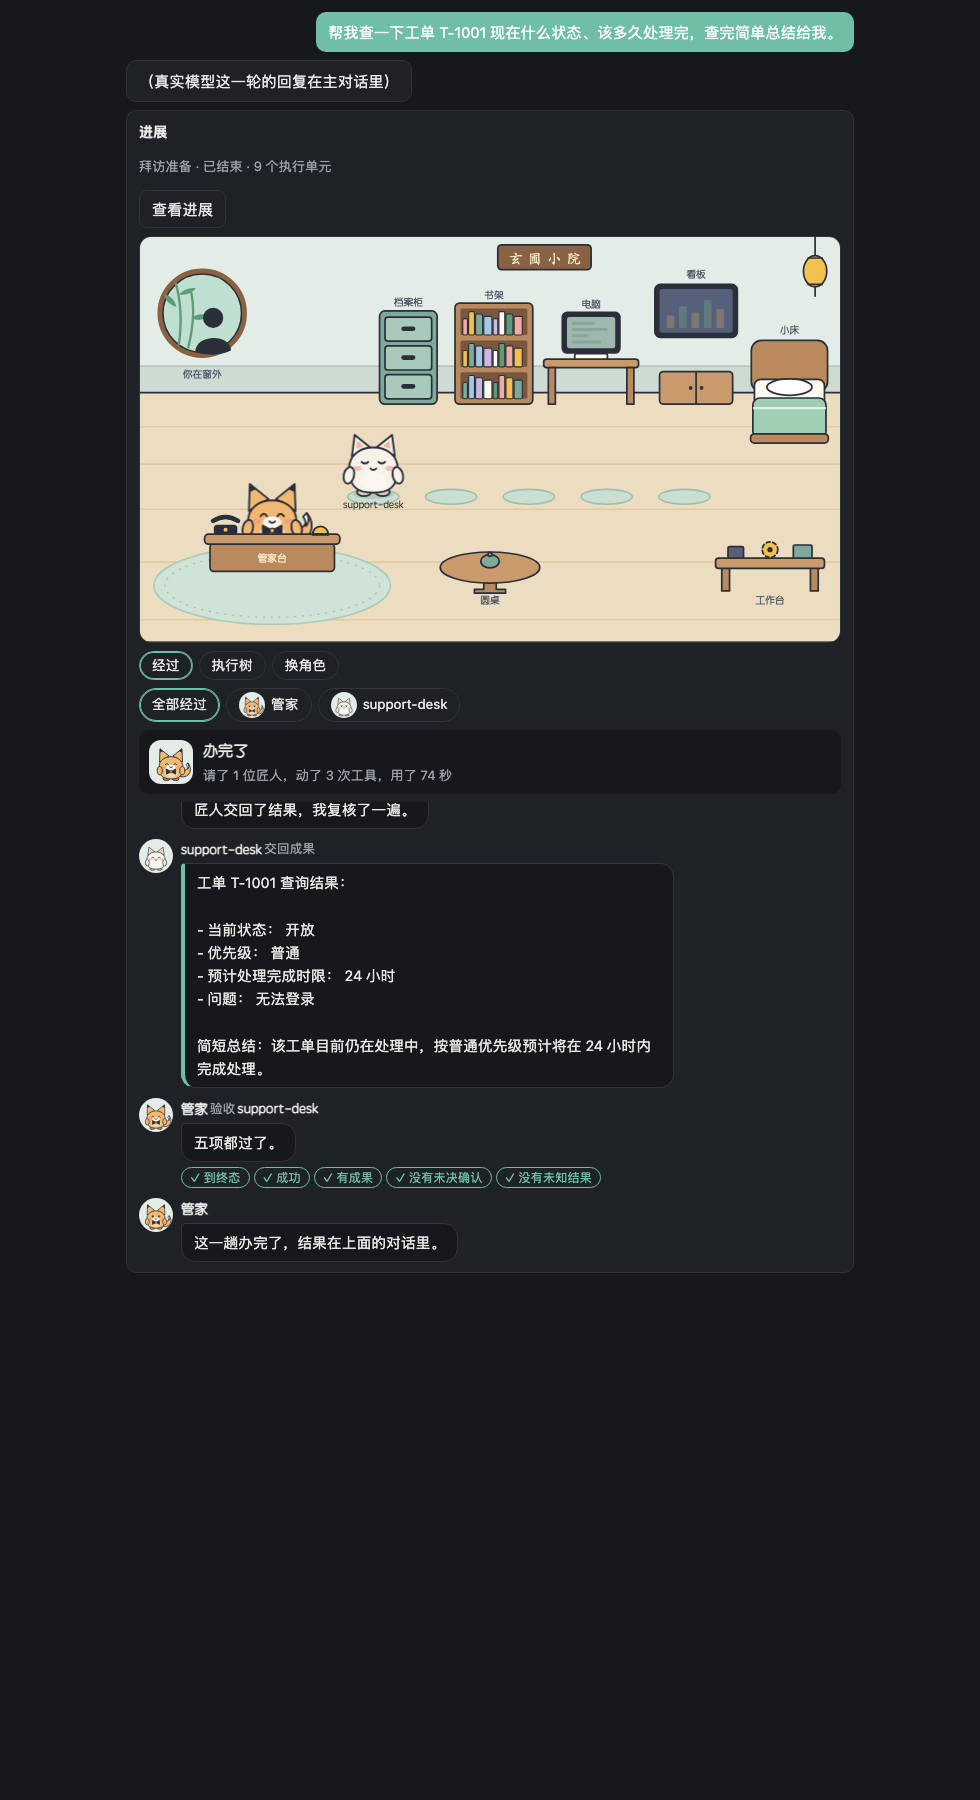 帮我查一下工单 T-1001 现在什么状态、该多久处理完，查完简单总结给我。
（真实模型这一轮的回复在主对话里）
进展
拜访准备 · 已结束 · 9 个执行单元
查看进展
玄圃小院
看板
书架
档案柜
电脑
小床
你在窗外
support-desk
管家台
圆桌
工作台
经过
执行树
换角色
全部经过
管家
support-desk
办完了
请了 1 位匠人，动了 3 次工具，用了 74 秒
匠人交回了结果，我复核了一遍。
support-desk 交回成果
工单 T-1001 查询结果：
- 当前状态： 开放
- 优先级： 普通
- 预计处理完成时限： 24 小时
- 问题： 无法登录
简短总结：该工单目前仍在处理中，按普通优先级预计将在 24 小时内
完成处理。
管家 验收 support-desk
五项都过了。
✓ 到终态
✓ 成功
✓ 有成果
✓ 没有未决确认
✓ 没有未知结果
管家
这一趟办完了，结果在上面的对话里。